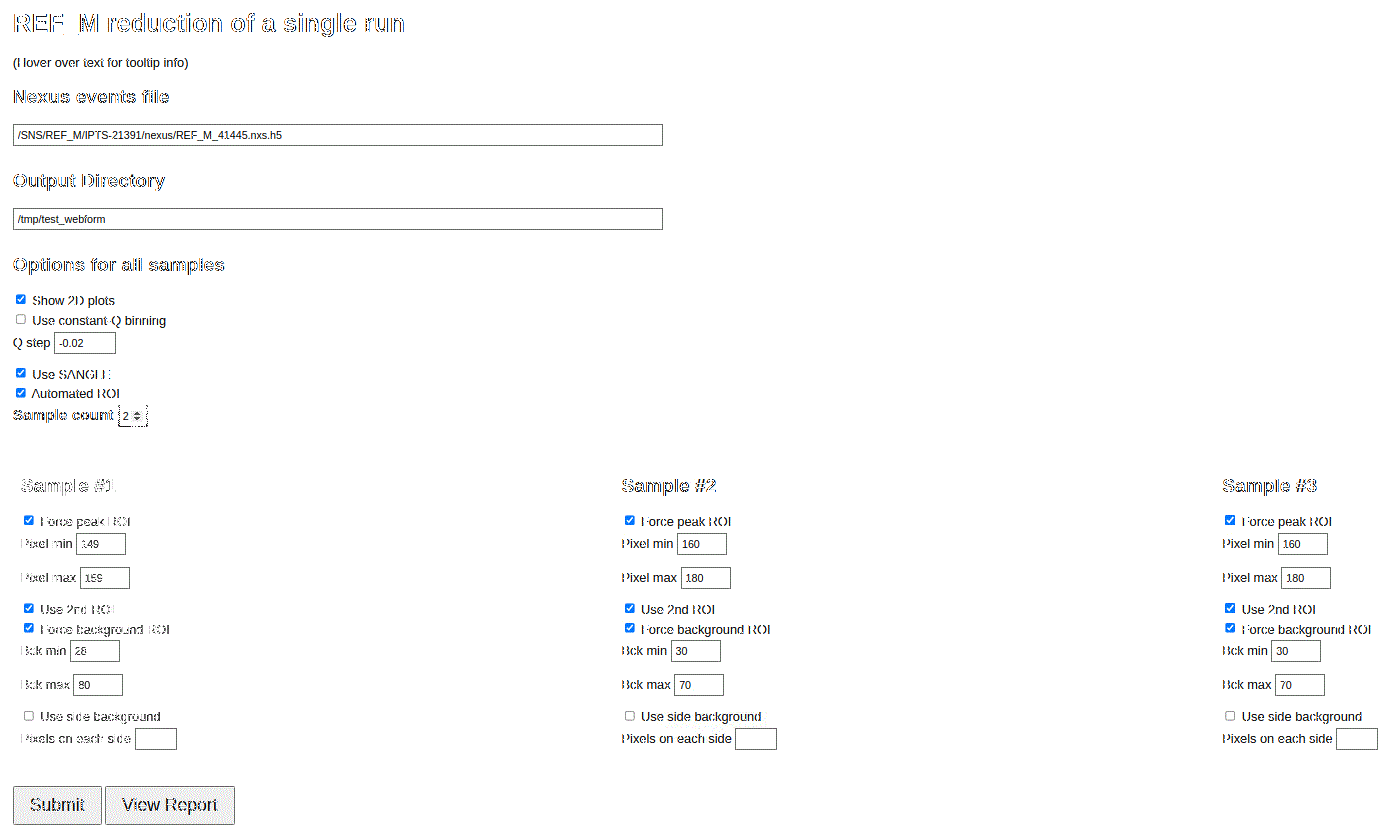 REF_M reduction of a single run
(Hover over text for tooltip info)
Nexus events file
/SNS/REF_M/IPTS-21391/nexus/REF_M_41445.nxs.h5
Output Directory
/tmp/test_webform
Options for all samples
Show 2D plots
Use constant-Q binning
Q step -0.02
Use SANGLE
Automated ROI
Sample count 2
Sample #1
Force peak ROI
Pixel min 149
Pixel max 159
Use 2nd ROI
Force background ROI
Bck min 28
Bck max 80
Use side background
Pixels on each side
Sample #2
Force peak ROI
Pixel min 160
Pixel max 180
Use 2nd ROI
Force background ROI
Bck min 30
Bck max 70
Use side background
Pixels on each side
Sample #3
Force peak ROI
Pixel min 160
Pixel max 180
Use 2nd ROI
Force background ROI
Bck min 30
Bck max 70
Use side background
Pixels on each side
Submit View Report